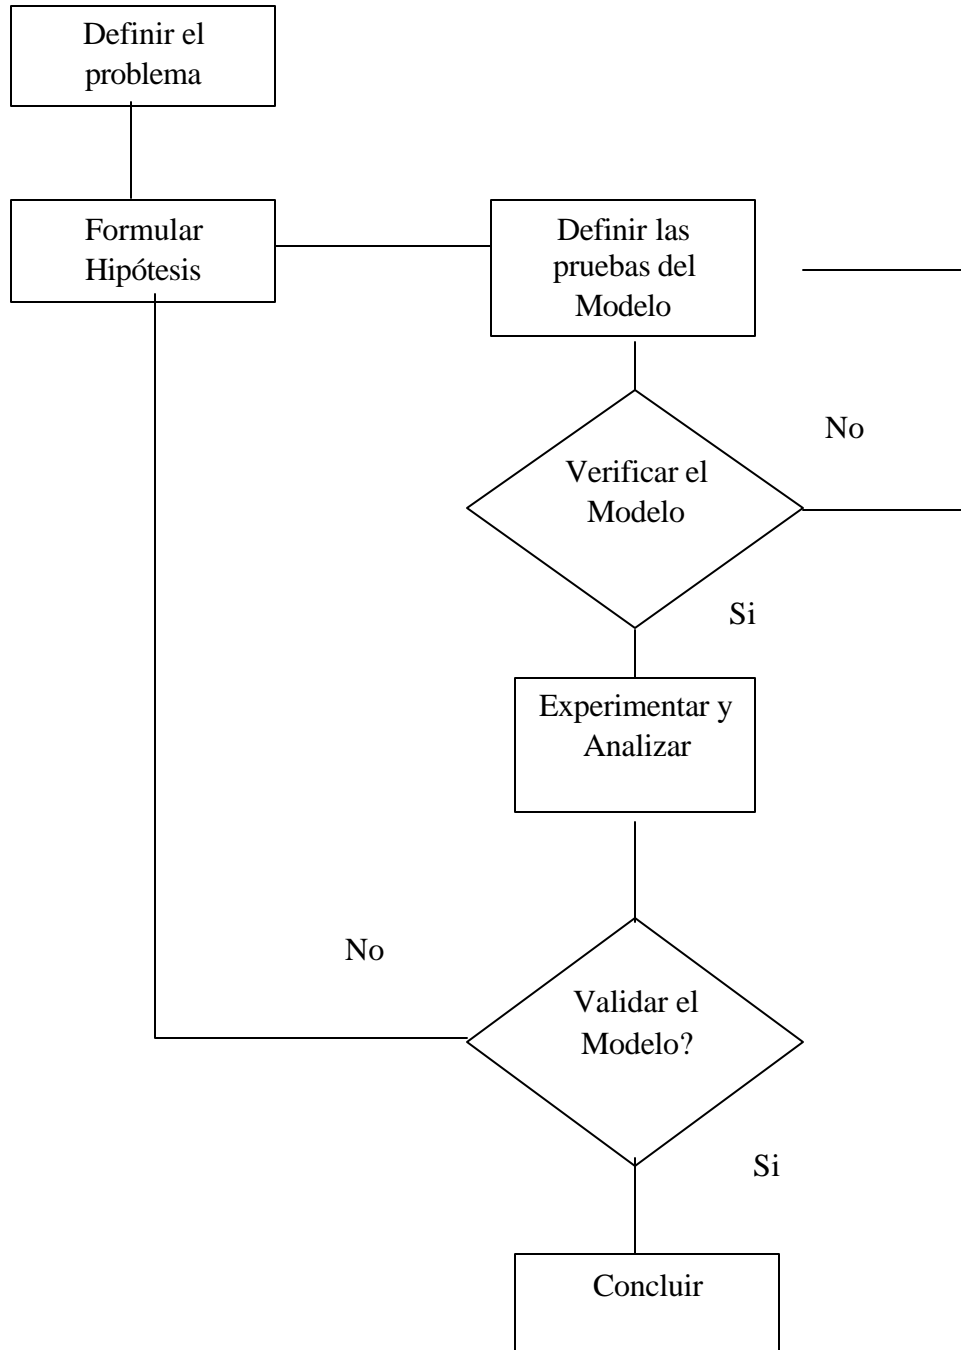 Definir el
problema
Formular
Hipótesis
Definir las
pruebas del
Modelo
No
Verificar el
Modelo
Si
Experimentar y
Analizar
No
Validar el
Modelo?
Si
Concluir